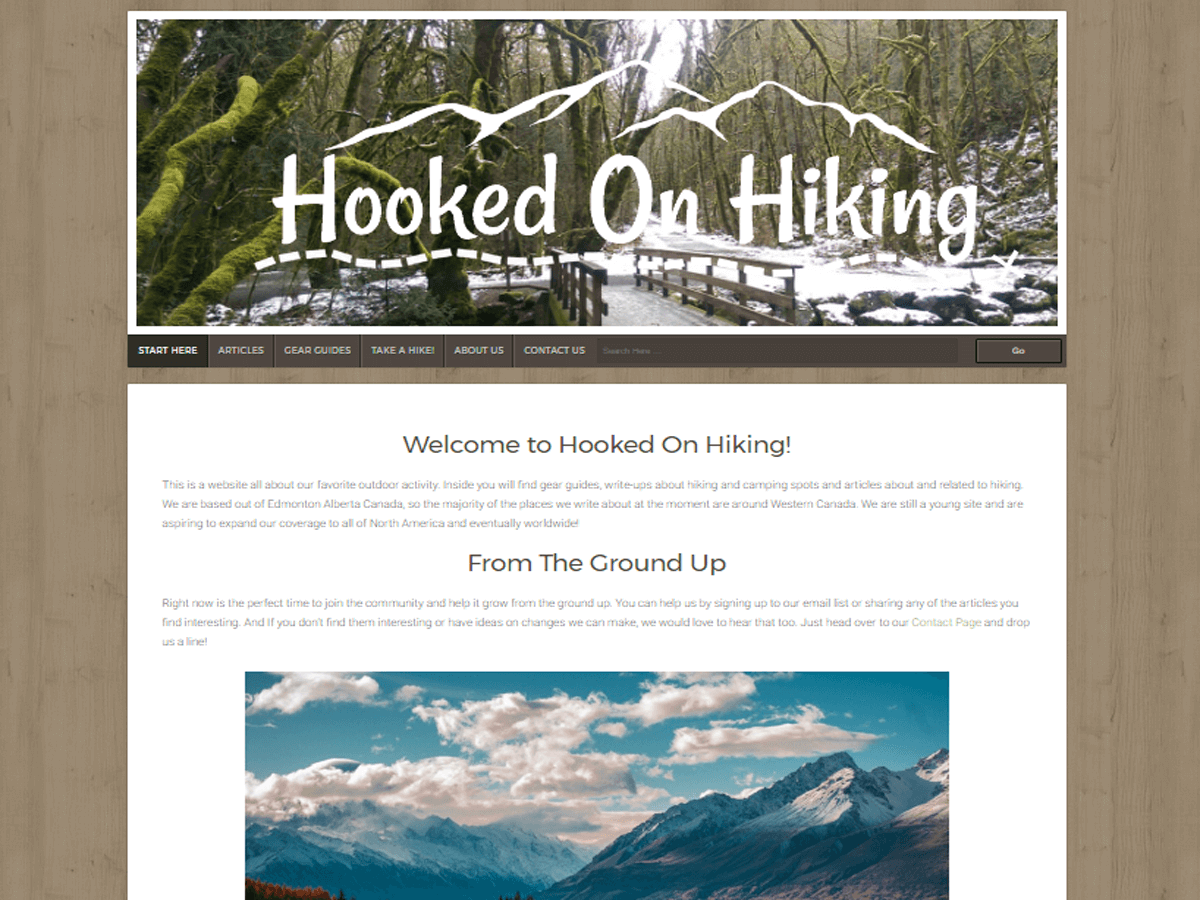 Hooked On Hiking
START HERE ARTICLES GEAR GUIDES TAKE A HIKE! ABOUT US CONTACT US Search Here ... Go
Welcome to Hooked On Hiking!
This is a website all about our favorite outdoor activity. Inside you will find gear guides, write-ups about hiking and camping spots and articles about and related to hiking.
We are based out of Edmonton Alberta Canada, so the majority of the places we write about at the moment are around Western Canada. We are still a young site and are
aspiring to expand our coverage to all of North America and eventually worldwide!
From The Ground Up
Right now is the perfect time to join the community and help it grow from the ground up. You can help us by signing up to our email list or sharing any of the articles you
find interesting. And If you don't find them interesting or have ideas on changes we can make, we would love to hear that too. Just head over to our Contact Page and drop
us a line!